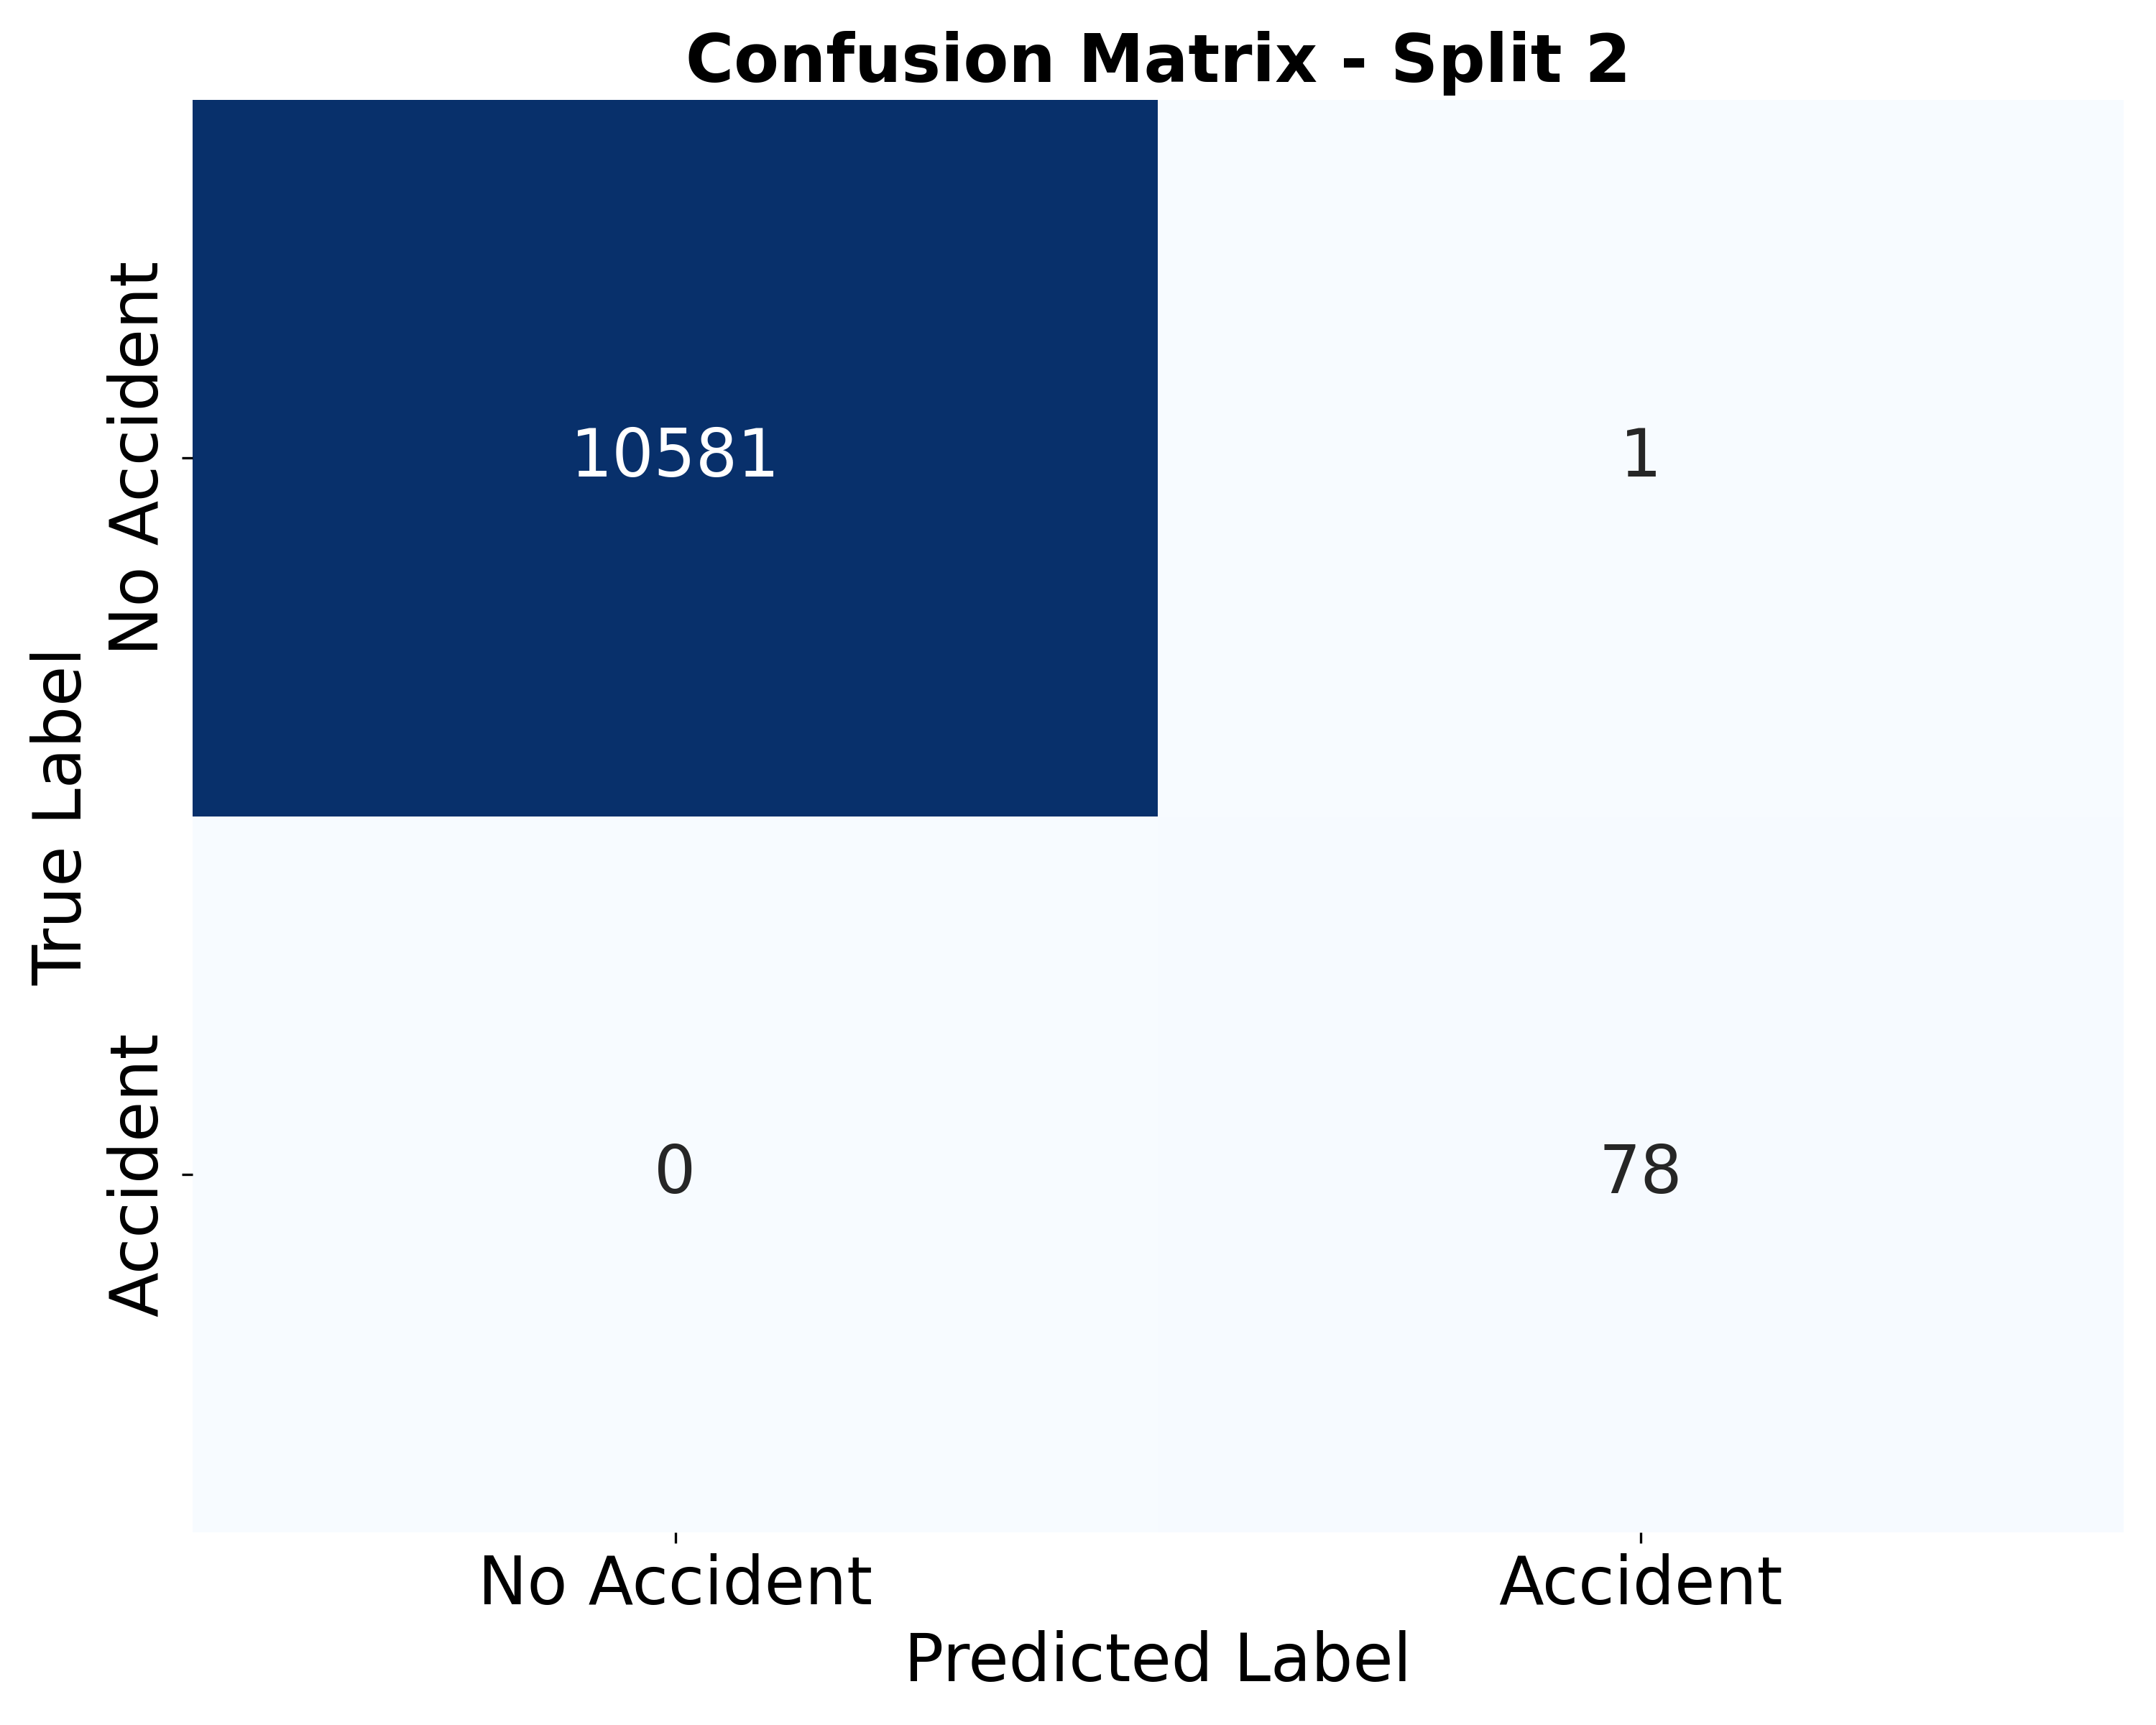 Confusion Matrix - Split 2
True Label
No Accident
10581
1
Accident
0
78
No Accident
Accident
Predicted Label